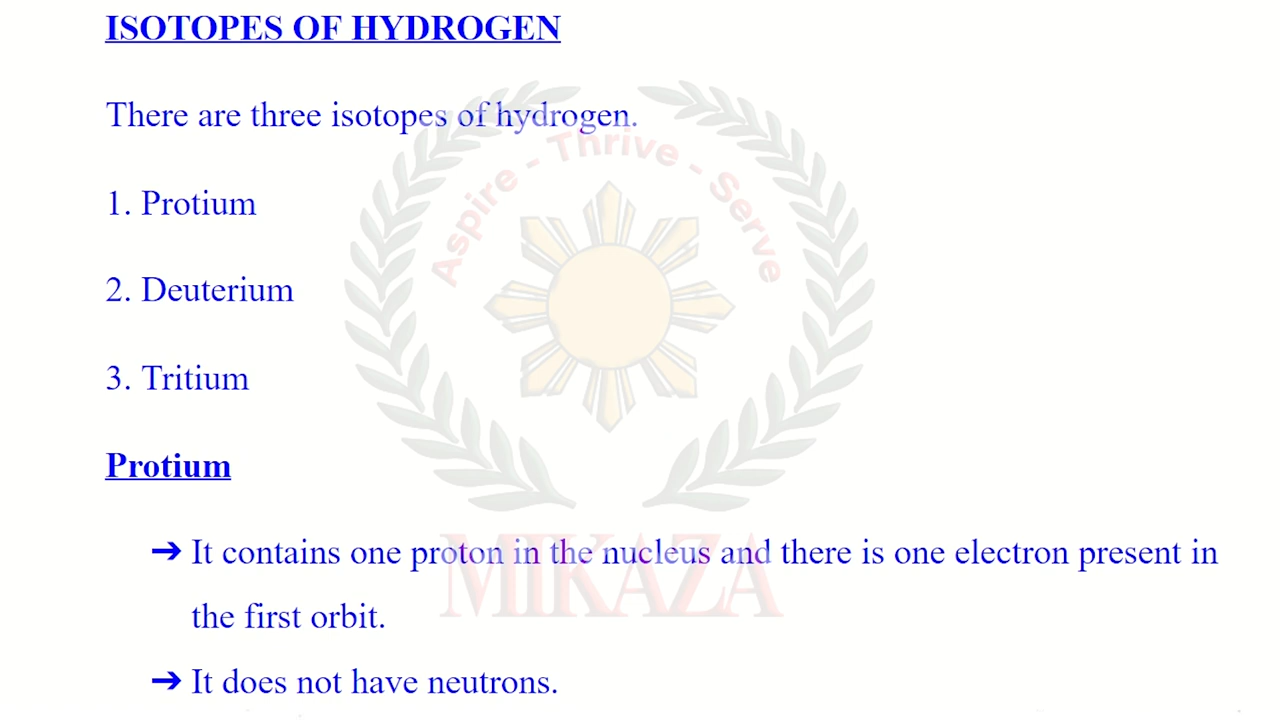 ISOTOPES OF HYDROGEN
There are three isotopes of hydrogen.
Aspire - Thrive - Serve
1. Protium
2. Deuterium
3. Tritium
Protium
➔ It contains one proton in the nucleus and there is one electron present in
the first orbit.
MIKAZA
➔ It does not have neutrons.